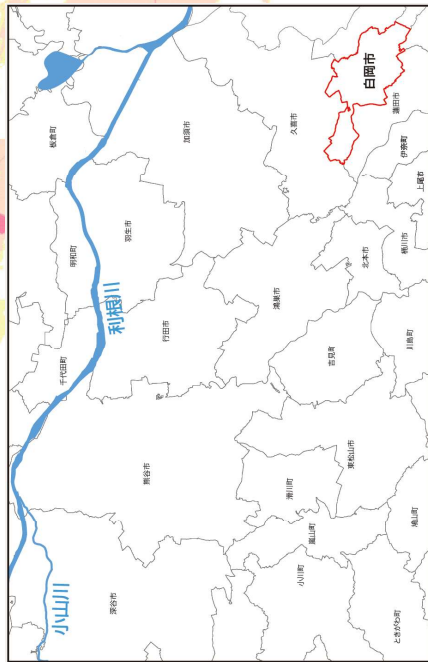 板倉町
加須市
久喜市
白岡市
蓮田市
伊奈町
上尾市
明和町
羽生市
利根川
千代田町
行田市
鴻巣市
北本市
桶川市
吉見町
川島町
熊谷市
東松山市
滑川町
嵐山町
鳩山町
小川町
小山川
深谷市
ときがわ町